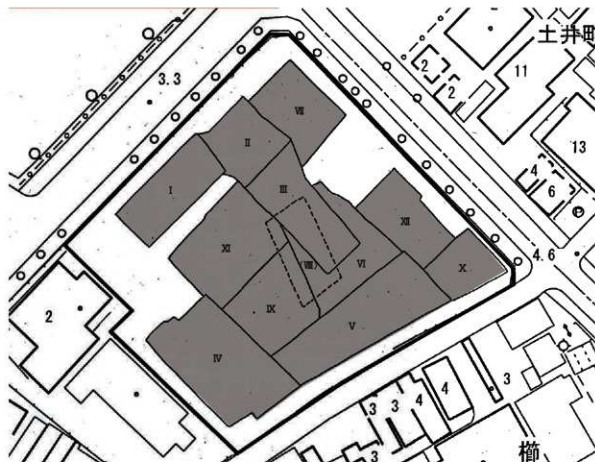 土井町
2
2
11
3.3
13
4
6
P
4.6
VII
II
I
III
XII
XI
VI
X
(VIII)
IX
V
IV
2
3
4
4
3
3
3
櫛